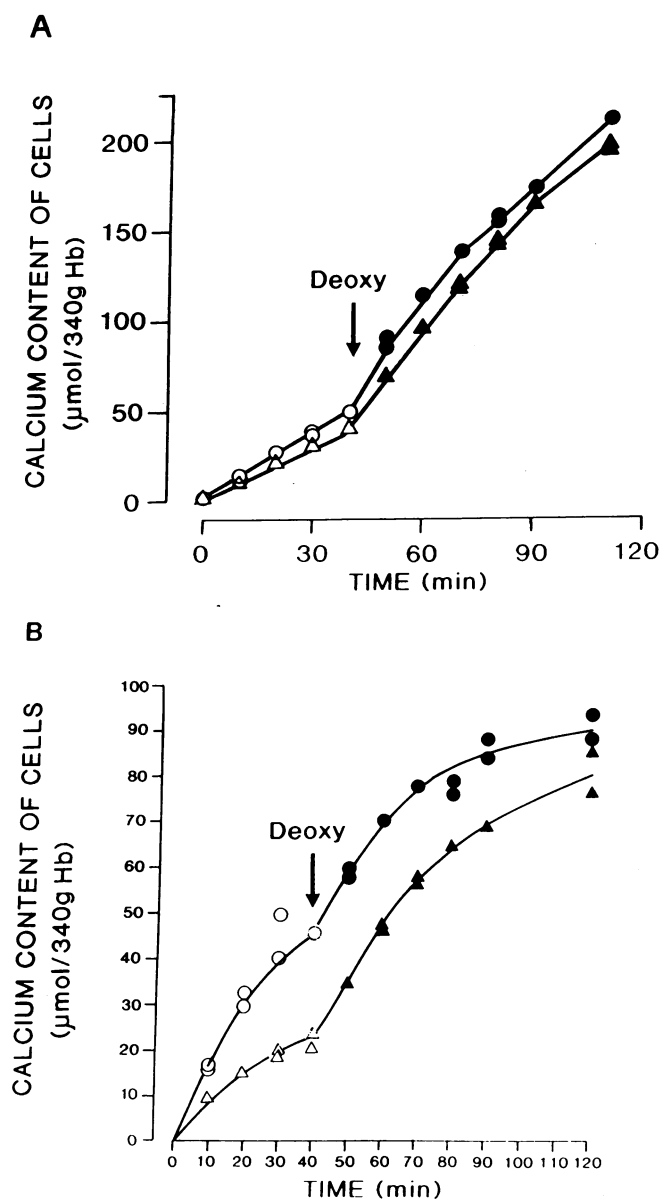 A
CALCIUM CONTENT OF CELLS
(µmol/340g Hb)
200
150
100
50
0
Deoxy
0 30 60 90 120
TIME (min)
B
CALCIUM CONTENT OF CELLS
(µmol/340g Hb)
100
90
80
70
60
50
40
30
20
10
0
Deoxy
0 10 20 30 40 50 60 70 80 90 100 110 120
TIME (min)